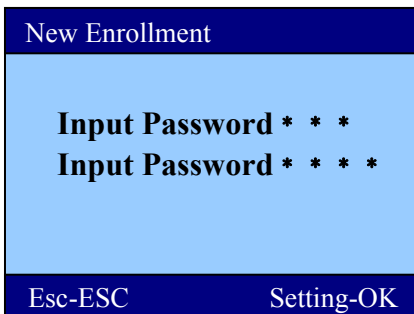 New Enrollment
Input Password * * *
Input Password * * * *
Esc-ESC Setting-OK